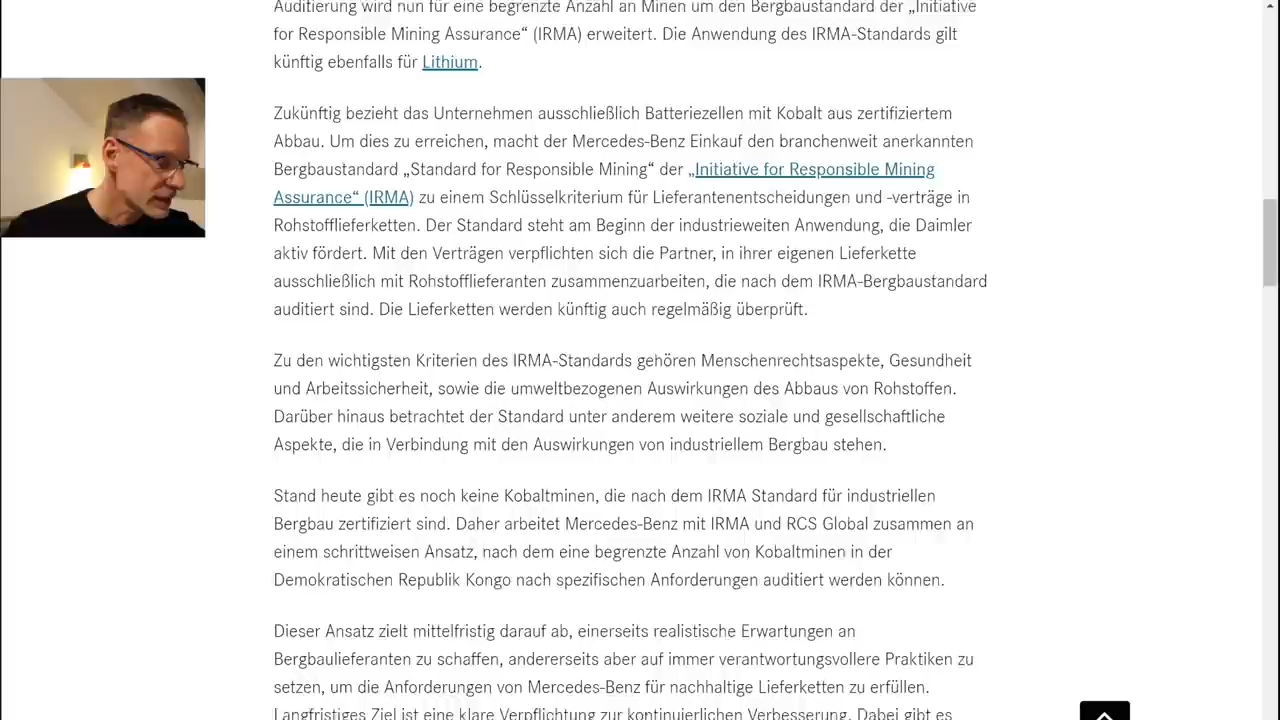 Auditierung wird nun für eine begrenzte Anzahl an Minen um den Bergbaustandard der „Initiative
for Responsible Mining Assurance“ (IRMA) erweitert. Die Anwendung des IRMA-Standards gilt
künftig ebenfalls für Lithium.
Zukünftig bezieht das Unternehmen ausschließlich Batteriezellen mit Kobalt aus zertifiziertem
Abbau. Um dies zu erreichen, macht der Mercedes-Benz Einkauf den branchenweit anerkannten
Bergbaustandard „Standard for Responsible Mining“ der „Initiative for Responsible Mining
Assurance“ (IRMA) zu einem Schlüsselkriterium für Lieferantenentscheidungen und -verträge in
Rohstofflieferketten. Der Standard steht am Beginn der industrieweiten Anwendung, die Daimler
aktiv fördert. Mit den Verträgen verpflichten sich die Partner, in ihrer eigenen Lieferkette
ausschließlich mit Rohstofflieferanten zusammenzuarbeiten, die nach dem IRMA-Bergbaustandard
auditiert sind. Die Lieferketten werden künftig auch regelmäßig überprüft.
Zu den wichtigsten Kriterien des IRMA-Standards gehören Menschenrechtsaspekte, Gesundheit
und Arbeitssicherheit, sowie die umweltbezogenen Auswirkungen des Abbaus von Rohstoffen.
Darüber hinaus betrachtet der Standard unter anderem weitere soziale und gesellschaftliche
Aspekte, die in Verbindung mit den Auswirkungen von industriellem Bergbau stehen.
Stand heute gibt es noch keine Kobaltminen, die nach dem IRMA Standard für industriellen
Bergbau zertifiziert sind. Daher arbeitet Mercedes-Benz mit IRMA und RCS Global zusammen an
einem schrittweisen Ansatz, nach dem eine begrenzte Anzahl von Kobaltminen in der
Demokratischen Republik Kongo nach spezifischen Anforderungen auditiert werden können.
Dieser Ansatz zielt mittelfristig darauf ab, einerseits realistische Erwartungen an
Bergbaulieferanten zu schaffen, andererseits aber auf immer verantwortungsvollere Praktiken zu
setzen, um die Anforderungen von Mercedes-Benz für nachhaltige Lieferketten zu erfüllen.
Langfristiges Ziel ist eine klare Verpflichtung zur kontinuierlichen Verbesserung. Dabei gibt es